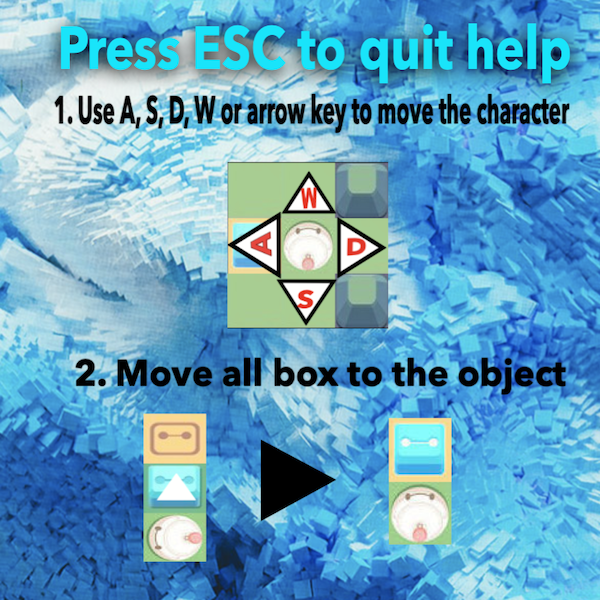 Press ESC to quit help
1. Use A, S, D, W or arrow key to move the character
W
A
D
S
2. Move all box to the object